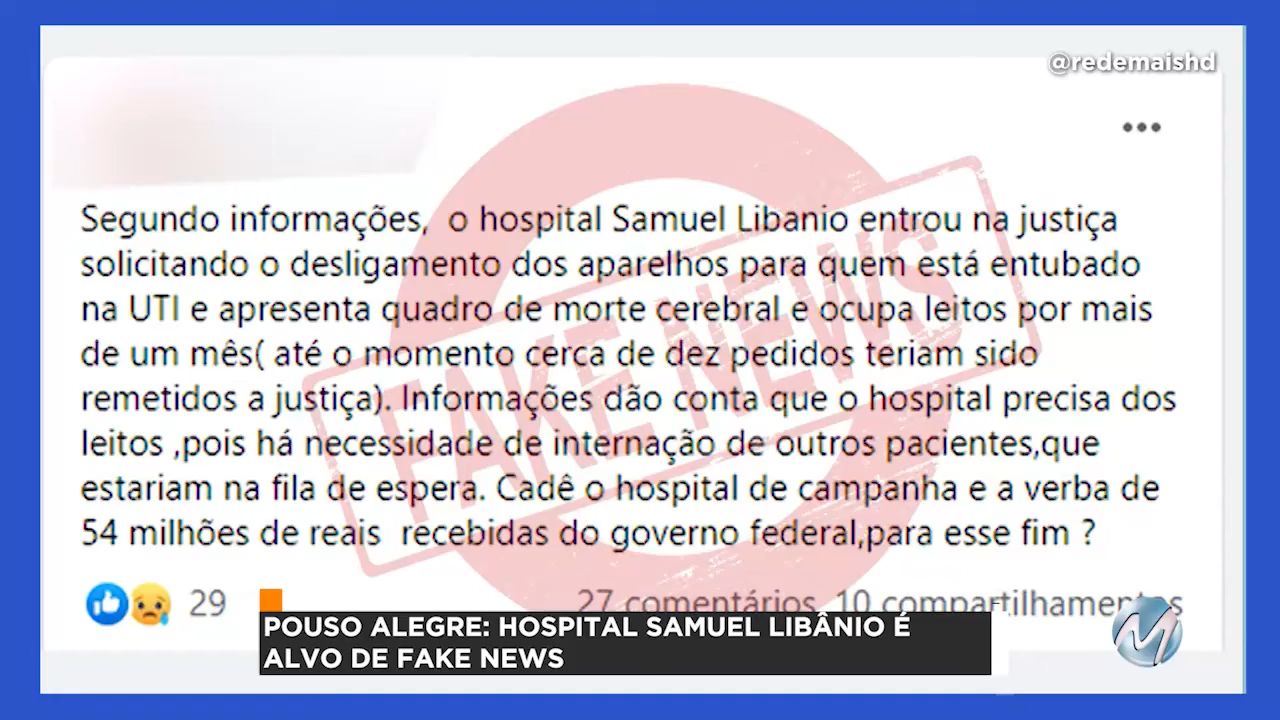 @redemaishd
Segundo informações, o hospital Samuel Libanio entrou na justiça
solicitando o desligamento dos aparelhos para quem está entubado
na UTI e apresenta quadro de morte cerebral e ocupa leitos por mais
de um mês( até o momento cerca de dez pedidos teriam sido
remetidos a justiça). Informações dão conta que o hospital precisa dos
leitos ,pois há necessidade de internação de outros pacientes,que
estariam na fila de espera. Cadê o hospital de campanha e a verba de
54 milhões de reais recebidas do governo federal,para esse fim ?
FAKE NEWS
29
27 comentários 10 compartilhamentos
POUSO ALEGRE: HOSPITAL SAMUEL LIBÂNIO É
ALVO DE FAKE NEWS
M